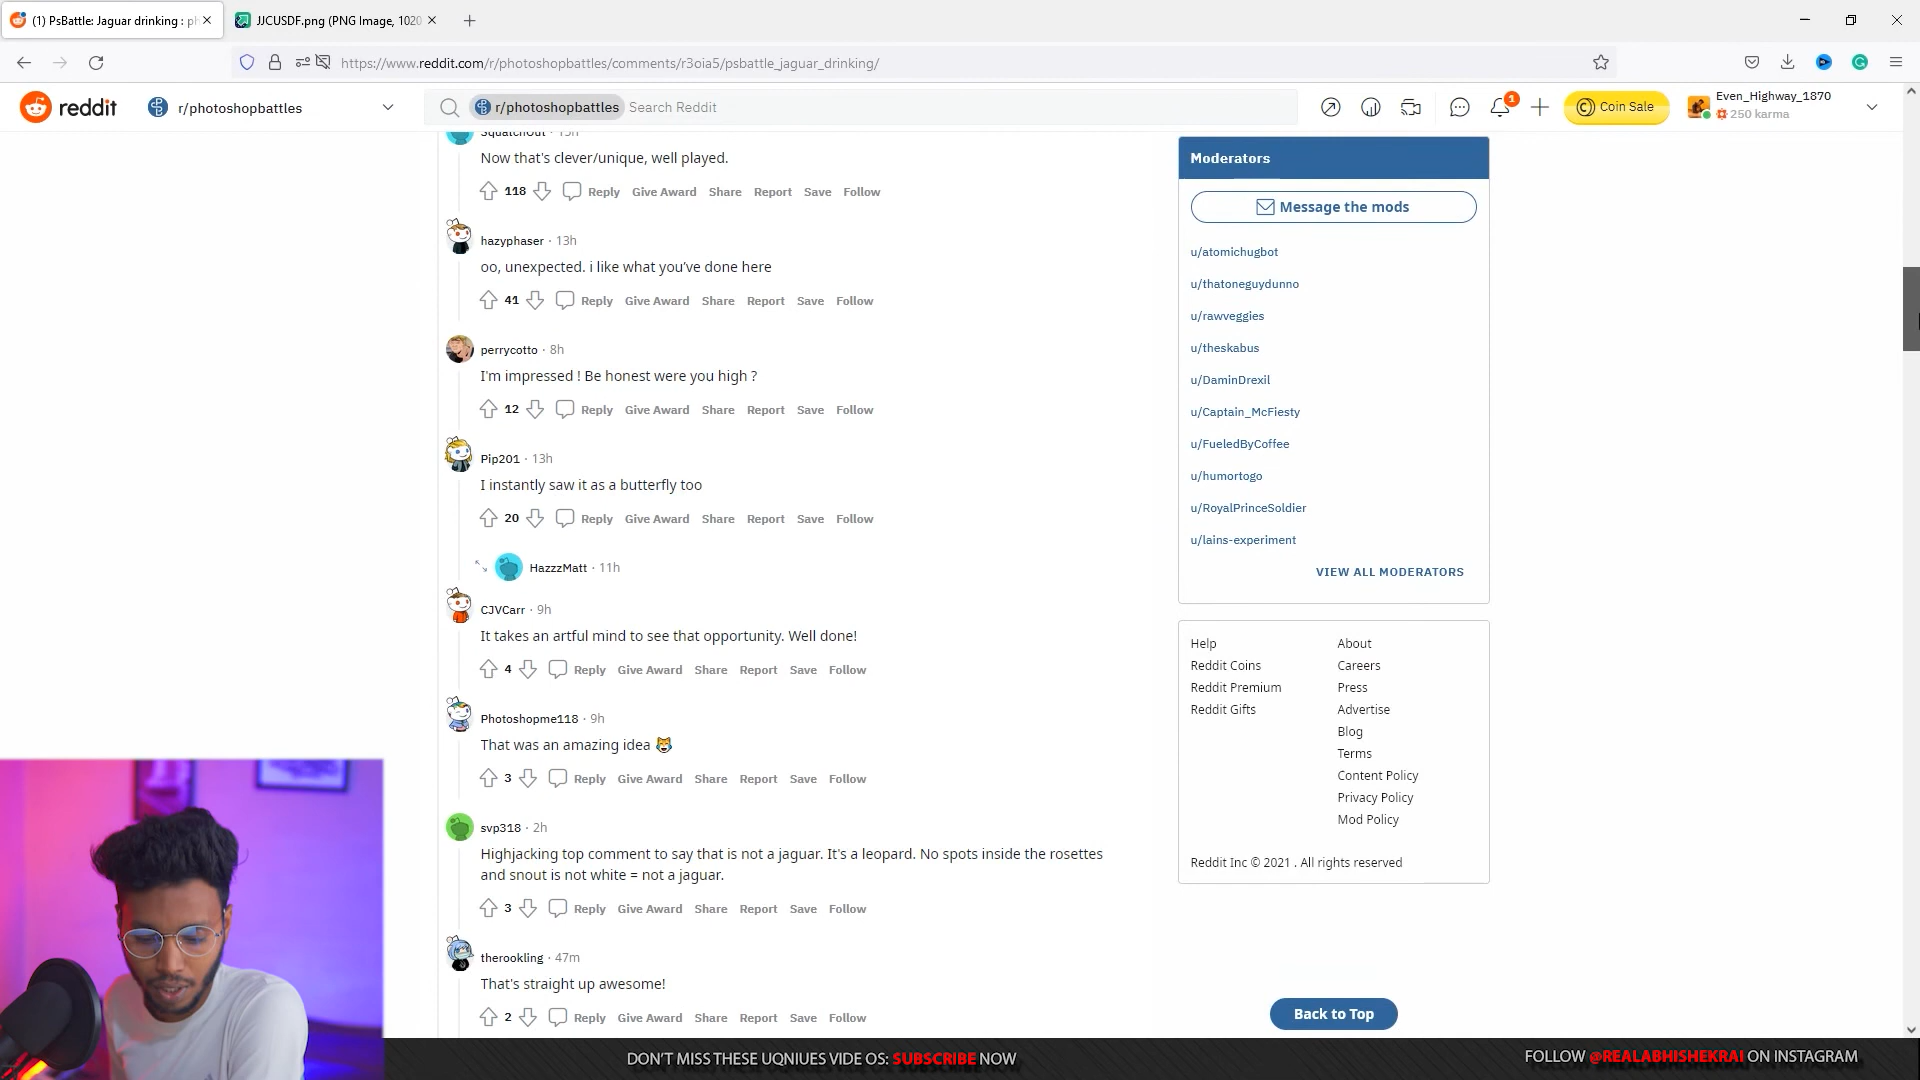 (1) PsBattle: Jaguar drinking : ph
JJCUSDF.png (PNG Image, 1020
https://www.reddit.com/r/photoshopbattles/comments/r3oia5/psbattle_jaguar_drinking/
reddit
r/photoshopbattles
r/photoshopbattles
Search Reddit
1
Coin Sale
Even_Highway_1870
250 karma
SquatchOut · 15h
Now that's clever/unique, well played.
118 Reply Give Award Share Report Save Follow
hazyphaser · 13h
oo, unexpected. i like what you've done here
41 Reply Give Award Share Report Save Follow
perrycotto · 8h
I'm impressed ! Be honest were you high ?
12 Reply Give Award Share Report Save Follow
Pip201 · 13h
I instantly saw it as a butterfly too
20 Reply Give Award Share Report Save Follow
HazzzMatt · 11h
CJVCarr · 9h
It takes an artful mind to see that opportunity. Well done!
4 Reply Give Award Share Report Save Follow
Photoshopme118 · 9h
That was an amazing idea 😹
3 Reply Give Award Share Report Save Follow
svp318 · 2h
Highjacking top comment to say that is not a jaguar. It's a leopard. No spots inside the rosettes
and snout is not white = not a jaguar.
3 Reply Give Award Share Report Save Follow
therookling · 47m
That's straight up awesome!
2 Reply Give Award Share Report Save Follow
Moderators
Message the mods
u/atomichugbot
u/thatoneguydunno
u/rawveggies
u/theskabus
u/DaminDrexil
u/Captain_McFiesty
u/FueledByCoffee
u/humortogo
u/RoyalPrinceSoldier
u/lains-experiment
VIEW ALL MODERATORS
Help
Reddit Coins
Reddit Premium
Reddit Gifts
About
Careers
Press
Advertise
Blog
Terms
Content Policy
Privacy Policy
Mod Policy
Reddit Inc © 2021 . All rights reserved
Back to Top
DON'T MISS THESE UQNIUES VIDE OS: SUBSCRIBE NOW
FOLLOW @REALABHISHEKRAI ON INSTAGRAM